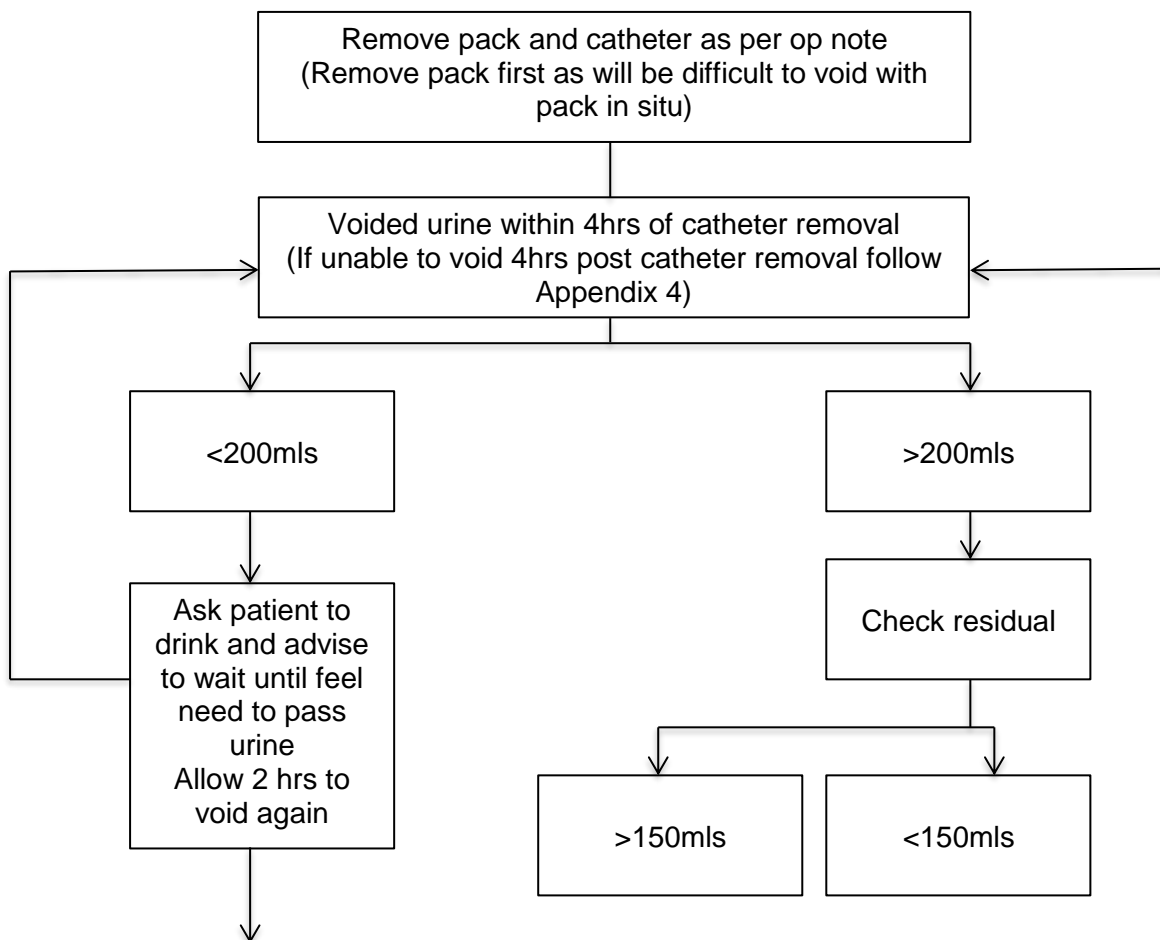 Remove pack and catheter as per op note
(Remove pack first as will be difficult to void with
pack in situ)
Voided urine within 4hrs of catheter removal
(If unable to void 4hrs post catheter removal follow
Appendix 4)
<200mls
>200mls
Ask patient to
drink and advise
to wait until feel
need to pass
urine
Allow 2 hrs to
void again
Check residual
>150mls
<150mls